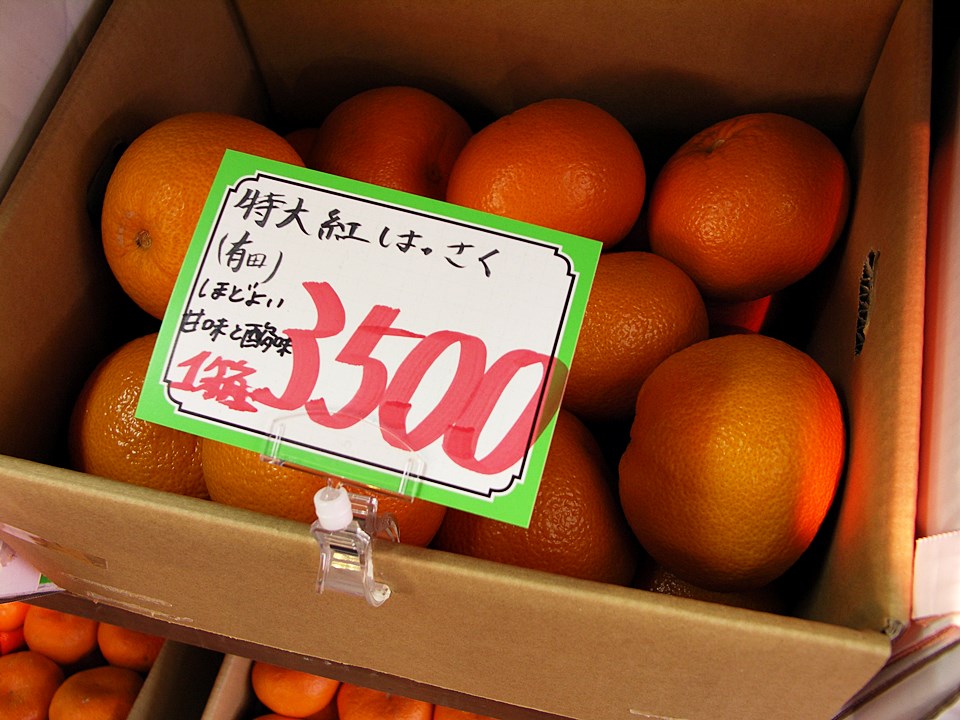 特大紅はっさく
(有田)
ほどよい
甘味と酸味
1箱 3500